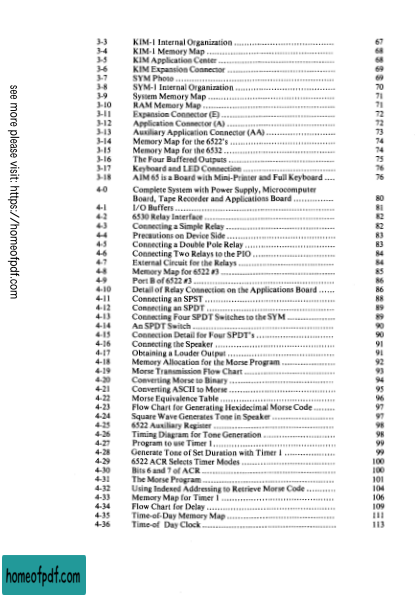 3-3 KIM-1 Internal Organization 67
3-4 KIM-1 Memory Map 68
3-5 KIM Application Center 68
3-6 KIM Expansion Connector 69
3-7 SYM Photo 69
3-8 SYM-1 Internal Organization 70
3-9 System Memory Map 71
3-10 RAM Memory Map 71
3-11 Expansion Connector (E) 72
3-12 Application Connector (A) 72
3-13 Auxiliary Application Connector (AA) 73
3-14 Memory Map for the 6522's 74
3-15 Memory Map for the 6532 74
3-16 The Four Buffered Outputs 75
3-17 Keyboard and LED Connection 76
3-18 AIM 65 is a Board with Mini-Printer and Full Keyboard 76
4-0 Complete System with Power Supply, Microcomputer
Board, Tape Recorder and Applications Board 80
4-1 I/O Buffers 81
4-2 6530 Relay Interface 82
4-3 Connecting a Simple Relay 82
4-4 Precautions on Device Side 83
4-5 Connecting a Double Pole Relay 83
4-6 Connecting Two Relays to the PIO 84
4-7 External Circuit for the Relays 84
4-8 Memory Map for 6522 #3 85
4-9 Port B of 6522 #3 86
4-10 Detail of Relay Connection on the Applications Board 86
4-11 Connecting an SPST 88
4-12 Connecting an SPDT 89
4-13 Connecting Four SPDT Switches to the SYM 89
4-14 An SPDT Switch 90
4-15 Connection Detail for Four SPDT's 90
4-16 Connecting the Speaker 91
4-17 Obtaining a Louder Output 91
4-18 Memory Allocation for the Morse Program 92
4-19 Morse Transmission Flow Chart 93
4-20 Converting Morse to Binary 94
4-21 Converting ASCII to Morse 95
4-22 Morse Equivalence Table 96
4-23 Flow Chart for Generating Hexidecimal Morse Code 97
4-24 Square Wave Generates Tone in Speaker 97
4-25 6522 Auxiliary Register 98
4-26 Timing Diagram for Tone Generation 98
4-27 Program to use Timer 1 99
4-28 Generate Tone of Set Duration with Timer 1 99
4-29 6522 ACR Selects Timer Modes 100
4-30 Bits 6 and 7 of ACR 100
4-31 The Morse Program 101
4-32 Using Indexed Addressing to Retrieve Morse Code 104
4-33 Memory Map for Timer 1 106
4-34 Flow Chart for Delay 109
4-35 Time-of-Day Memory Map 111
4-36 Time-of Day Clock 113
see more please visit: https://homeofpdf.com
homeofpdf.com